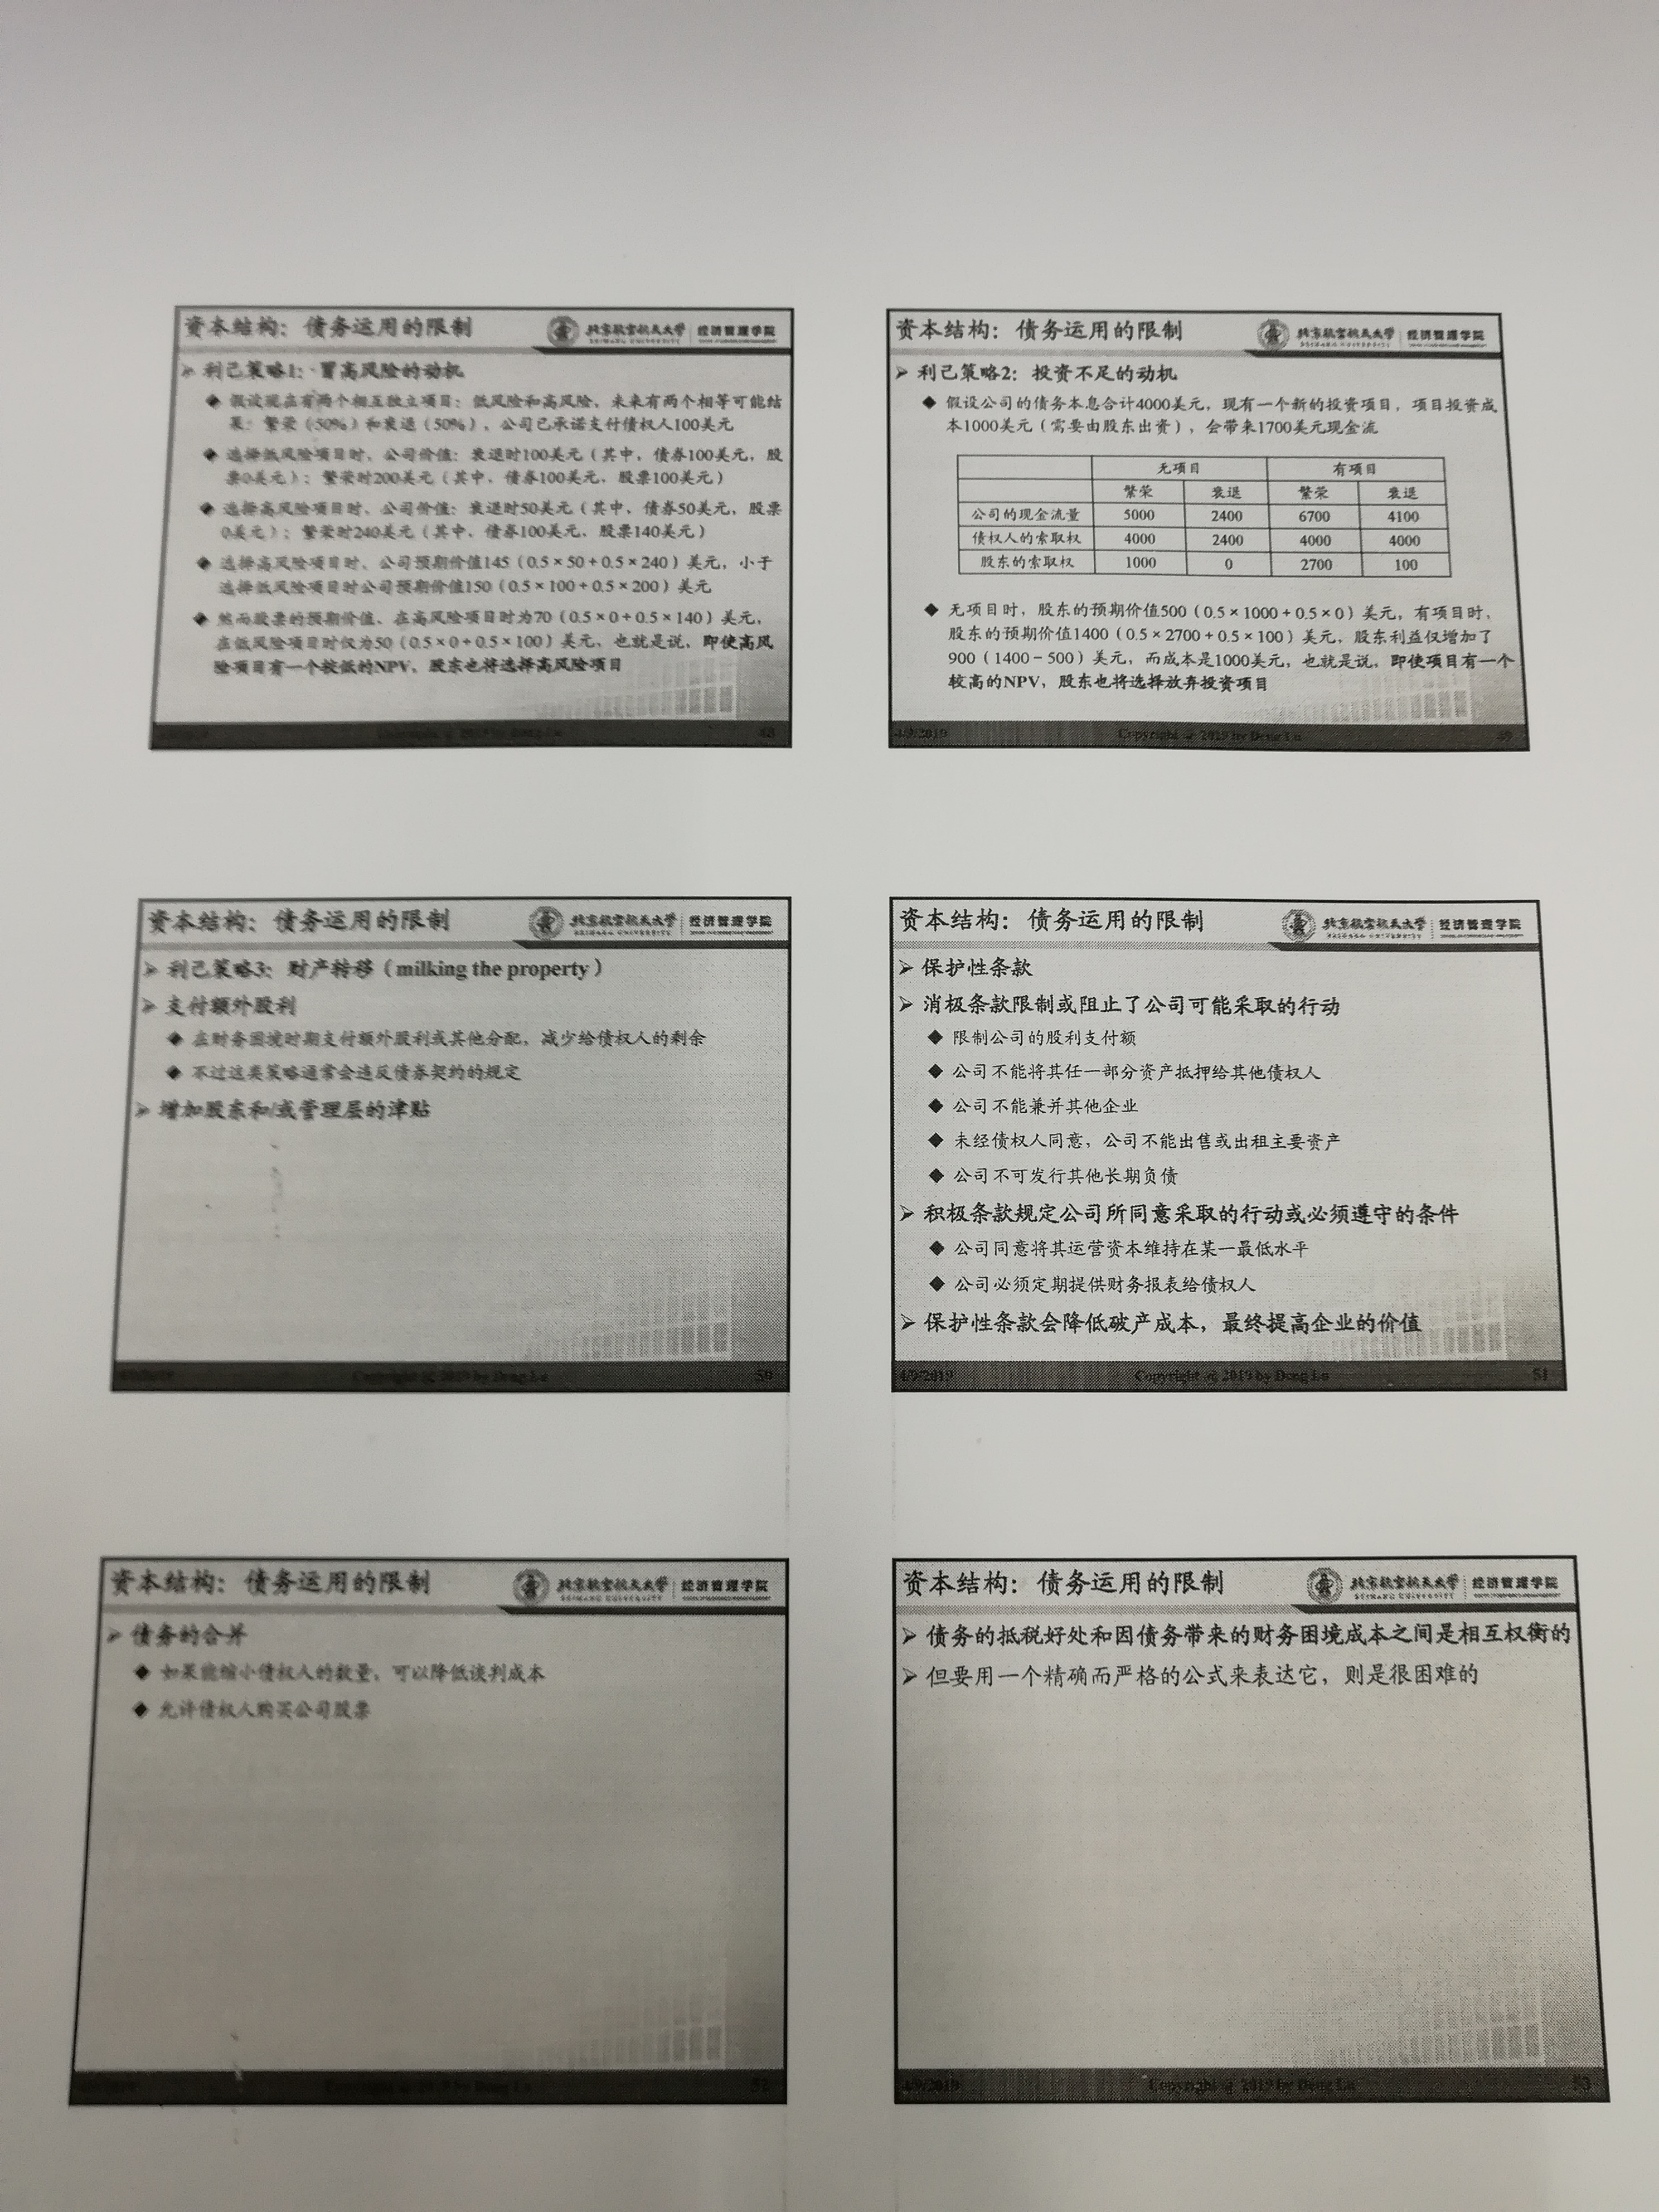 资本结构：债务运用的限制
北京航空航天大学 经济管理学院
BEIHANG UNIVERSITY
➢ 利己策略1：冒高风险的动机
◆ 假设现在有两个相互独立项目：低风险和高风险，未来有两个相等可能结
果：繁荣（50%）和衰退（50%），公司已承诺支付债权人100美元
◆ 选择低风险项目时，公司价值：衰退时100美元（其中，债券100美元，股
票0美元）；繁荣时200美元（其中，债券100美元，股票100美元）
◆ 选择高风险项目时，公司价值：衰退时50美元（其中，债券50美元，股票
0美元）；繁荣时240美元（其中，债券100美元，股票140美元）
◆ 选择高风险项目时，公司预期价值145（0.5×50+0.5×240）美元，小于
选择低风险项目时公司预期价值150（0.5×100+0.5×200）美元
◆ 然而股票的预期价值，在高风险项目时为70（0.5×0+0.5×140）美元，
在低风险项目时仅为50（0.5×0+0.5×100）美元，也就是说，即使高风
险项目有一个较低的NPV，股东也将选择高风险项目
Copyright @ 2019 by Deng Lu
48
资本结构：债务运用的限制
北京航空航天大学 经济管理学院
BEIHANG UNIVERSITY
➢ 利己策略2：投资不足的动机
◆ 假设公司的债务本息合计4000美元，现有一个新的投资项目，项目投资成
本1000美元（需要由股东出资），会带来1700美元现金流
无项目 有项目
繁荣 衰退 繁荣 衰退
公司的现金流量 5000 2400 6700 4100
债权人的索取权 4000 2400 4000 4000
股东的索取权 1000 0 2700 100
◆ 无项目时，股东的预期价值500（0.5×1000+0.5×0）美元，有项目时，
股东的预期价值1400（0.5×2700+0.5×100）美元，股东利益仅增加了
900（1400-500）美元，而成本是1000美元，也就是说，即使项目有一个
较高的NPV，股东也将选择放弃投资项目
4/9/2019 Copyright @ 2019 by Deng Lu 49
资本结构：债务运用的限制
北京航空航天大学 经济管理学院
BEIHANG UNIVERSITY
➢ 利己策略3：财产转移（milking the property）
➢ 支付额外股利
◆ 在财务困境时期支付额外股利或其他分配，减少给债权人的剩余
◆ 不过这类策略通常会违反债券契约的规定
➢ 增加股东和/或管理层的津贴
4/9/2019 Copyright @ 2019 by Deng Lu 50
资本结构：债务运用的限制
北京航空航天大学 经济管理学院
BEIHANG UNIVERSITY
➢ 保护性条款
➢ 消极条款限制或阻止了公司可能采取的行动
◆ 限制公司的股利支付额
◆ 公司不能将其任一部分资产抵押给其他债权人
◆ 公司不能兼并其他企业
◆ 未经债权人同意，公司不能出售或出租主要资产
◆ 公司不可发行其他长期负债
➢ 积极条款规定公司所同意采取的行动或必须遵守的条件
◆ 公司同意将其运营资本维持在某一最低水平
◆ 公司必须定期提供财务报表给债权人
➢ 保护性条款会降低破产成本，最终提高企业的价值
4/9/2019 Copyright @ 2019 by Deng Lu 51
资本结构：债务运用的限制
北京航空航天大学 经济管理学院
BEIHANG UNIVERSITY
➢ 债务的合并
◆ 如果能缩小债权人的数量，可以降低谈判成本
◆ 允许债权人购买公司股票
Copyright @ 2019 by Deng Lu 52
资本结构：债务运用的限制
北京航空航天大学 经济管理学院
BEIHANG UNIVERSITY
➢ 债务的抵税好处和因债务带来的财务困境成本之间是相互权衡的
➢ 但要用一个精确而严格的公式来表达它，则是很困难的
4/9/2019 Copyright @ 2019 by Deng Lu 53